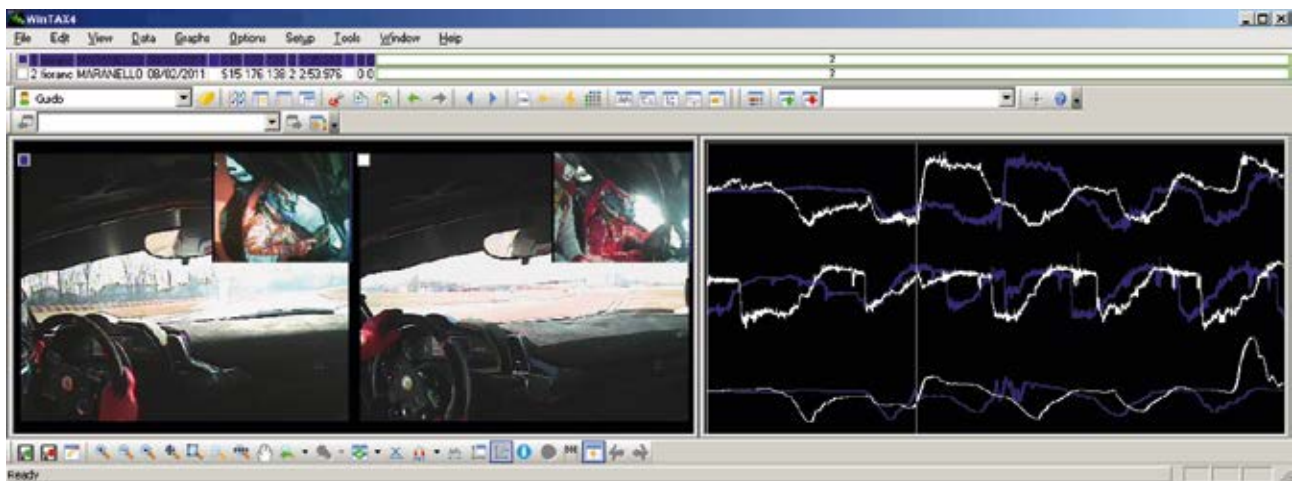 WinTAX4
File Edit View Data Graphs Options Setup Tools Window Help
2
2 fiorano MARANELLO 08/02/2011 515 176 138 2 2:53.976 0 0 2
Guido
Ready